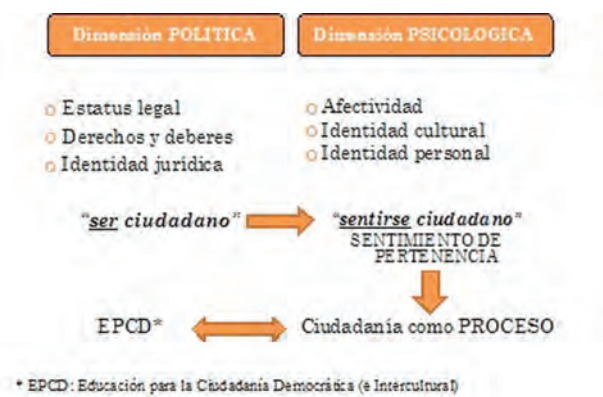 Dimensión POLITICA
Dimensión PSICOLOGICA
Estatus legal
Derechos y deberes
Identidad jurídica
Afectividad
Identidad cultural
Identidad personal
"ser ciudadano"
"sentirse ciudadano"
SENTIMIENTO DE
PERTENENCIA
EPCD*
Ciudadanía como PROCESO
* EPCD: Educación para la Ciudadanía Democrática (e Intercultural)